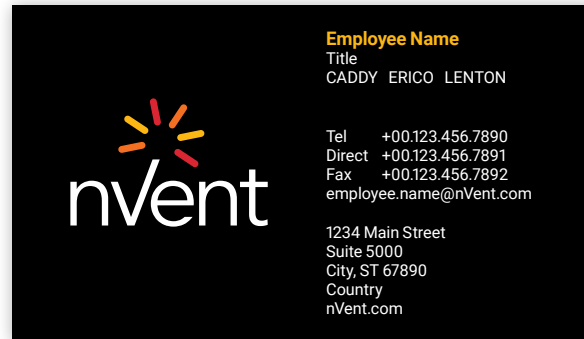 nVent
Employee Name
Title
CADDY ERICO LENTON
Tel +00.123.456.7890
Direct +00.123.456.7891
Fax +00.123.456.7892
employee.name@nVent.com
1234 Main Street
Suite 5000
City, ST 67890
Country
nVent.com